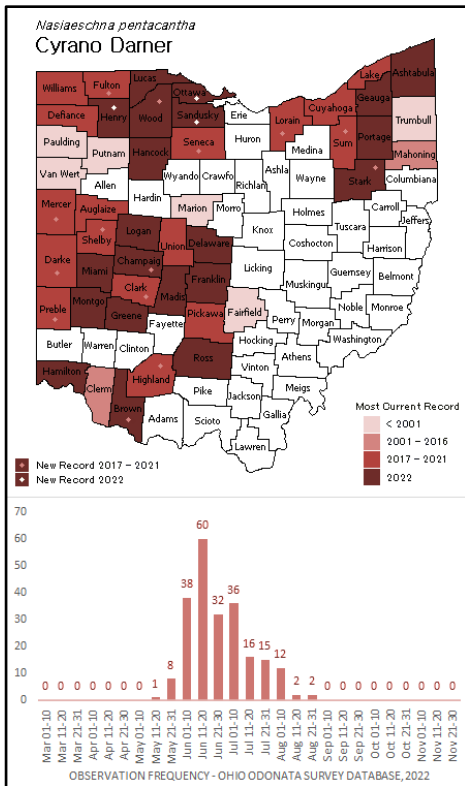 Nasiaeschna pentacantha
Cyrano Darner
Williams
Fulton
Lucas
Ottawa
Lake
Ashtabula
Defiance
Henry
Wood
Sandusky
Erie
Lorain
Cuyahoga
Geauga
Trumbull
Paulding
Putnam
Hancock
Seneca
Huron
Medina
Sum
Portage
Mahoning
Van Wert
Allen
Wyando
Crawfo
Richlan
Ashla
Wayne
Stark
Columbiana
Mercer
Auglaize
Hardin
Marion
Morro
Holmes
Carroll
Jeffers
Shelby
Logan
Union
Delaware
Knox
Coshocton
Tuscara
Harrison
Darke
Miami
Champaig
Licking
Guernsey
Belmont
Clark
Madis
Franklin
Muskingu
Preble
Montgo
Greene
Pickawa
Fairfield
Perry
Morgan
Noble
Monroe
Butler
Warren
Clinton
Fayette
Hocking
Washington
Hamilton
Clerm
Highland
Ross
Vinton
Athens
Brown
Adams
Pike
Jackson
Meigs
Scioto
Gallia
Lawren
Most Current Record
< 2001
2001 – 2016
2017 – 2021
2022
New Record 2017 – 2021
New Record 2022
70
60
50
40
30
20
10
0
0 0 0 0 0 0 0 1 8 38 60 32 36 16 15 12 2 2 0 0 0 0 0 0 0 0 0
Mar 01-10
Mar 11-20
Mar 21-31
Apr 01-10
Apr 11-20
Apr 21-30
May 01-10
May 11-20
May 21-31
Jun 01-10
Jun 11-20
Jun 21-30
Jul 01-10
Jul 11-20
Jul 21-31
Aug 01-10
Aug 11-20
Aug 21-31
Sep 01-10
Sep 11-20
Sep 21-30
Oct 01-10
Oct 11-20
Oct 21-31
Nov 01-10
Nov 11-20
Nov 21-30
OBSERVATION FREQUENCY - OHIO ODONATA SURVEY DATABASE, 2022